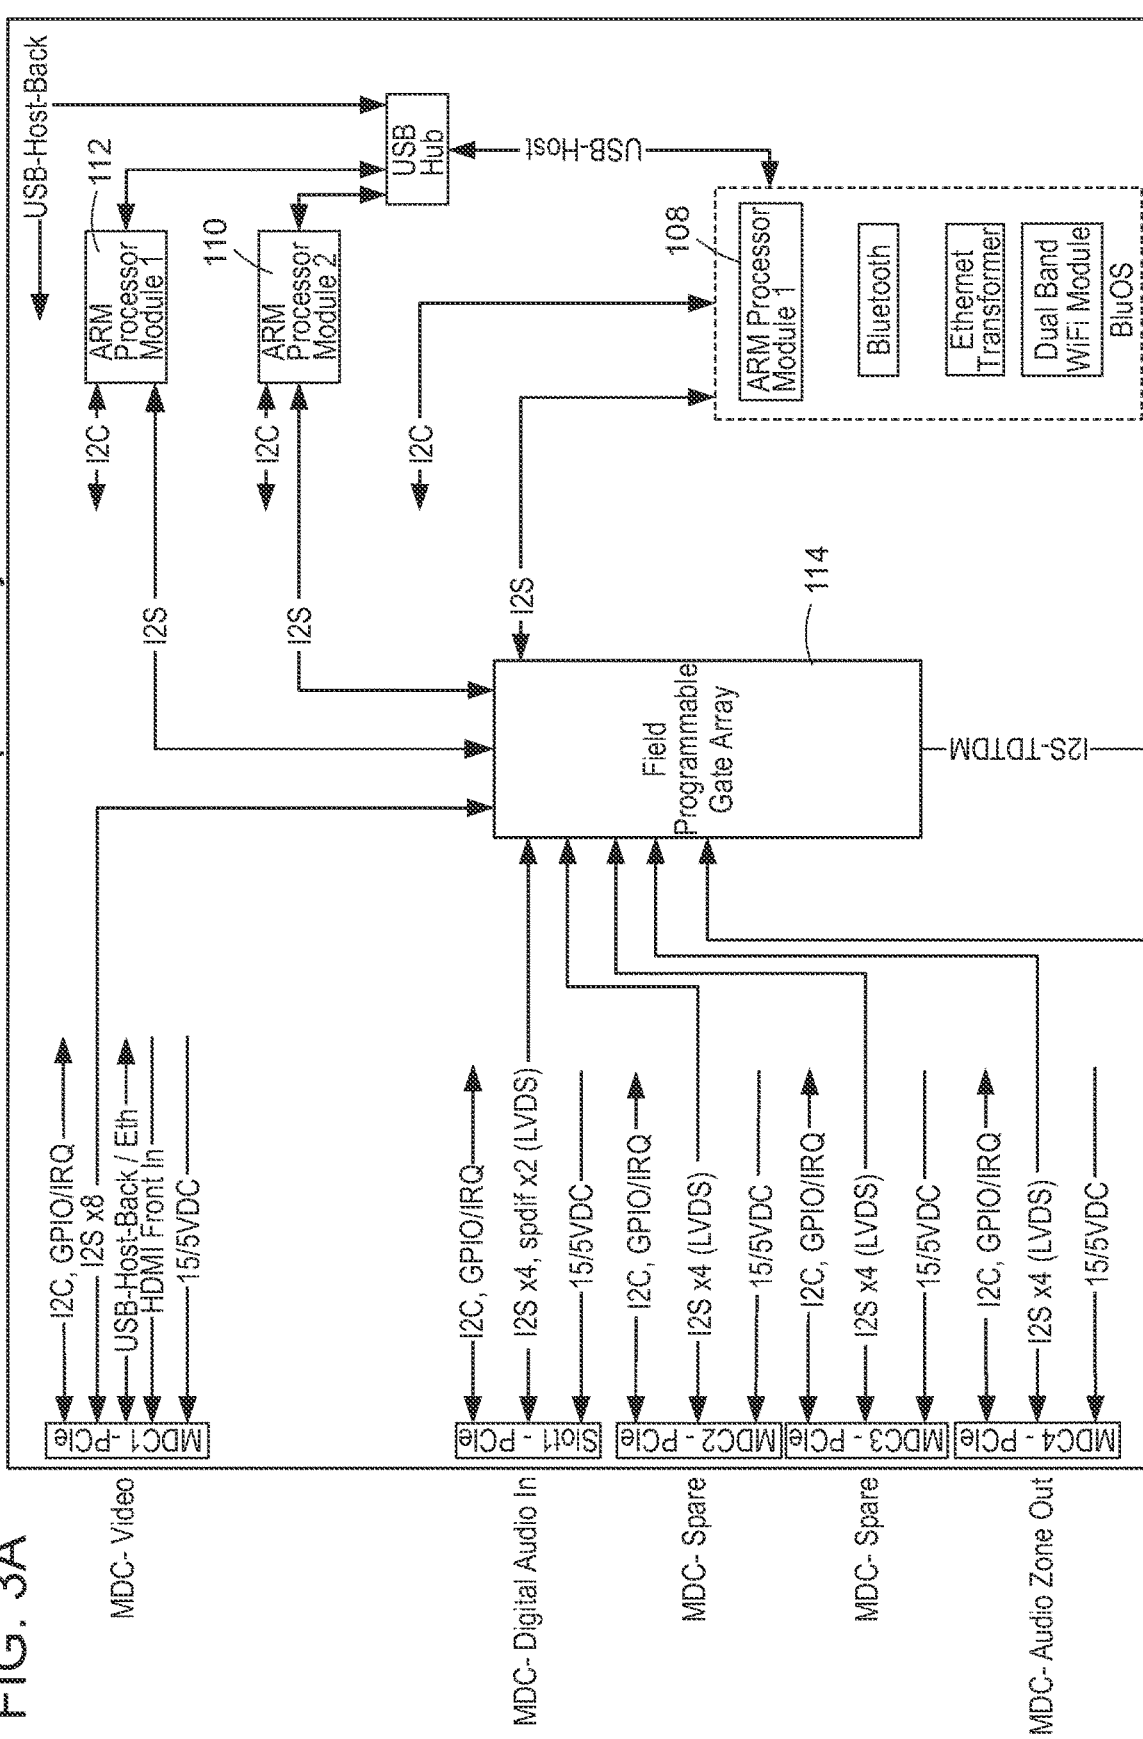 FIG. 3A
MDC- Video
MDC1 - PCIe
I2C, GPIO/IRQ
I2S x8
USB-Host-Back / Eth
HDMI Front In
15/5VDC
MDC- Digital Audio In
Slot1 - PCIe
I2C, GPIO/IRQ
I2S x4, spdif x2 (LVDS)
15/5VDC
MDC- Spare
MDC2 - PCIe
I2C, GPIO/IRQ
I2S x4 (LVDS)
15/5VDC
MDC- Spare
MDC3 - PCIe
I2C, GPIO/IRQ
I2S x4 (LVDS)
15/5VDC
MDC- Audio Zone Out
MDC4 - PCIe
I2C, GPIO/IRQ
I2S x4 (LVDS)
15/5VDC
Field
Programmable
Gate Array
114
I2S-TDTDM
I2S
I2S
I2S
I2C
I2C
I2C
USB-Host-Back
ARM
Processor
Module 1
112
ARM
Processor
Module 2
110
USB
Hub
USB-Host
108
ARM Processor
Module 1
Bluetooth
Ethernet
Transformer
Dual Band
WiFi Module
BluOS